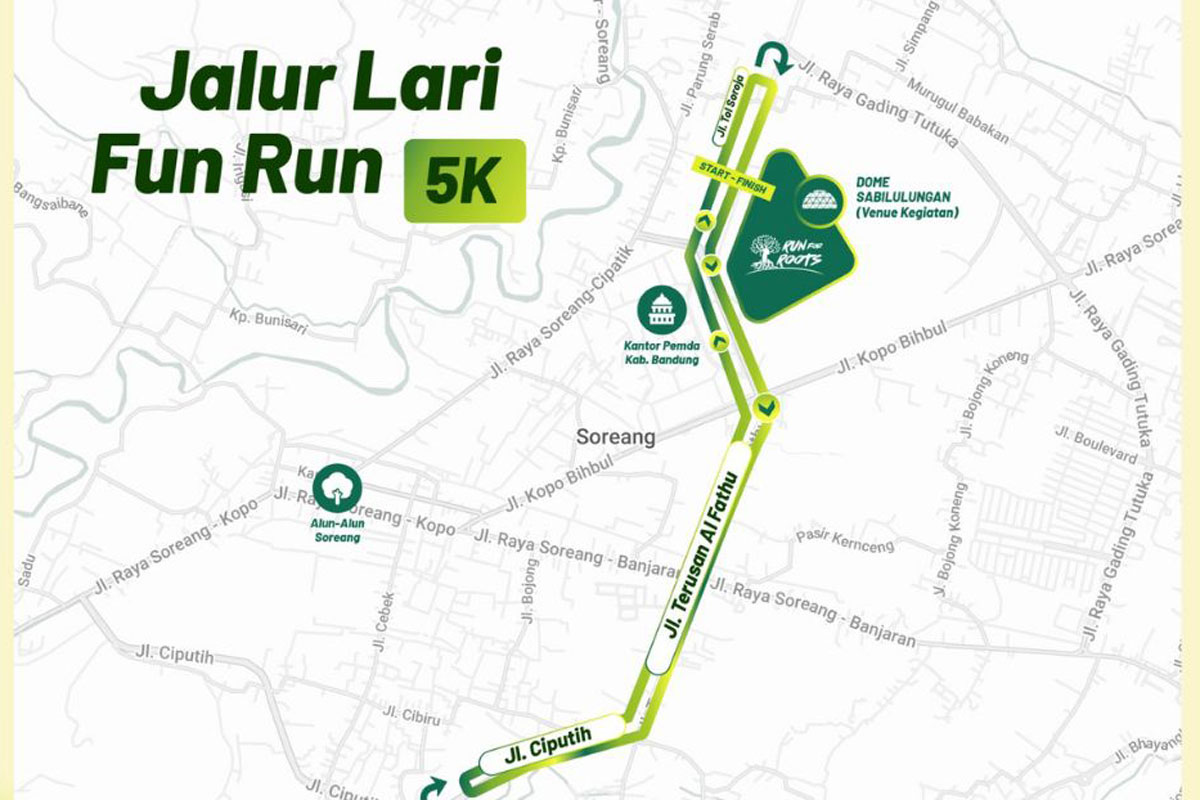 Jalur Lari
Fun Run 5K
r - Soreang
Kp. Bunisari
Jl. Parung Serab
Jl. Simpang
Jl. Tol Soroja
Jl. Raya Gading Tutuka
Murugul Babakan
START - FINISH
DOME
SABILULUNGAN
(Venue Kegiatan)
RUN FOR
ROOTS
Bangsaibane
Jl. Raya Sorea
Jl. Raya Soreang-Cipatik
Kp. Bunisari
Kantor Pemda
Kab. Bandung
Jl. Kopo Bihbul
Jl. Raya Gading Tutuka
Jl. Bojong Koneng
Soreang
Jl. Kopo Bihbul
Jl. Boulevard
Ka
Jl. Raya Soreang - Kopo
Alun-Alun
Soreang
Jl. Raya Soreang - Kopo
Jl. Raya Soreang - Banjaran
Jl. Terusan Al Fathu
Pasir Kernceng
Jl. Bojong Koneng
Jl. Raya Gading Tutuka
Sadu
Jl. Cebek
Jl. Bojong
Jl. Raya Soreang - Banjaran
Jl. Ciputih
Jl. Cibiru
Jl. Ciputih
Jl. Ciputi
Jl. Bhayang